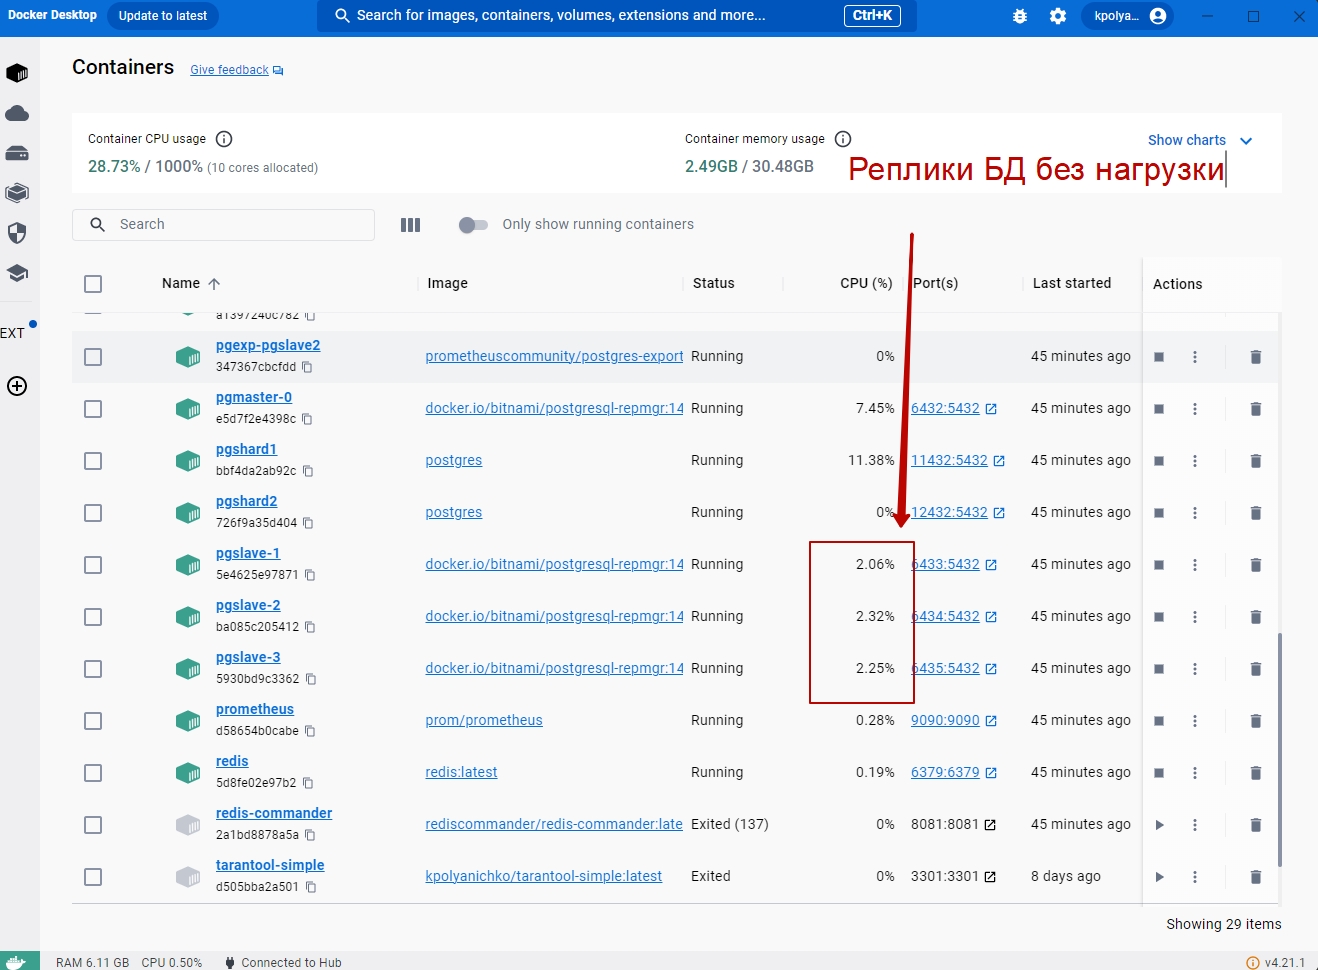 Docker Desktop Update to latest Search for images, containers, volumes, extensions and more... Ctrl+K kpolya...
Containers Give feedback
Container CPU usage Container memory usage Show charts
28.73% / 1000% (10 cores allocated) 2.49GB / 30.48GB
Реплики БД без нагрузки
Search Only show running containers
Name Image Status CPU (%) Port(s) Last started Actions
a1397240c782
EXT
pgexp-pgslave2 prometheuscommunity/postgres-export Running 0% 45 minutes ago
347367cbcfdd
pgmaster-0 docker.io/bitnami/postgresql-repmgr:14 Running 7.45% 6432:5432 45 minutes ago
e5d7f2e4398c
pgshard1 postgres Running 11.38% 11432:5432 45 minutes ago
bbf4da2ab92c
pgshard2 postgres Running 0% 12432:5432 45 minutes ago
726f9a35d404
pgslave-1 docker.io/bitnami/postgresql-repmgr:14 Running 2.06% 6433:5432 45 minutes ago
5e4625e97871
pgslave-2 docker.io/bitnami/postgresql-repmgr:14 Running 2.32% 6434:5432 45 minutes ago
ba085c205412
pgslave-3 docker.io/bitnami/postgresql-repmgr:14 Running 2.25% 6435:5432 45 minutes ago
5930bd9c3362
prometheus prom/prometheus Running 0.28% 9090:9090 45 minutes ago
d58654b0cabe
redis redis:latest Running 0.19% 6379:6379 45 minutes ago
5d8fe02e97b2
redis-commander rediscommander/redis-commander:late Exited (137) 0% 8081:8081 45 minutes ago
2a1bd8878a5a
tarantool-simple kpolyanichko/tarantool-simple:latest Exited 0% 3301:3301 8 days ago
d505bba2a501
Showing 29 items
RAM 6.11 GB CPU 0.50% Connected to Hub v4.21.1